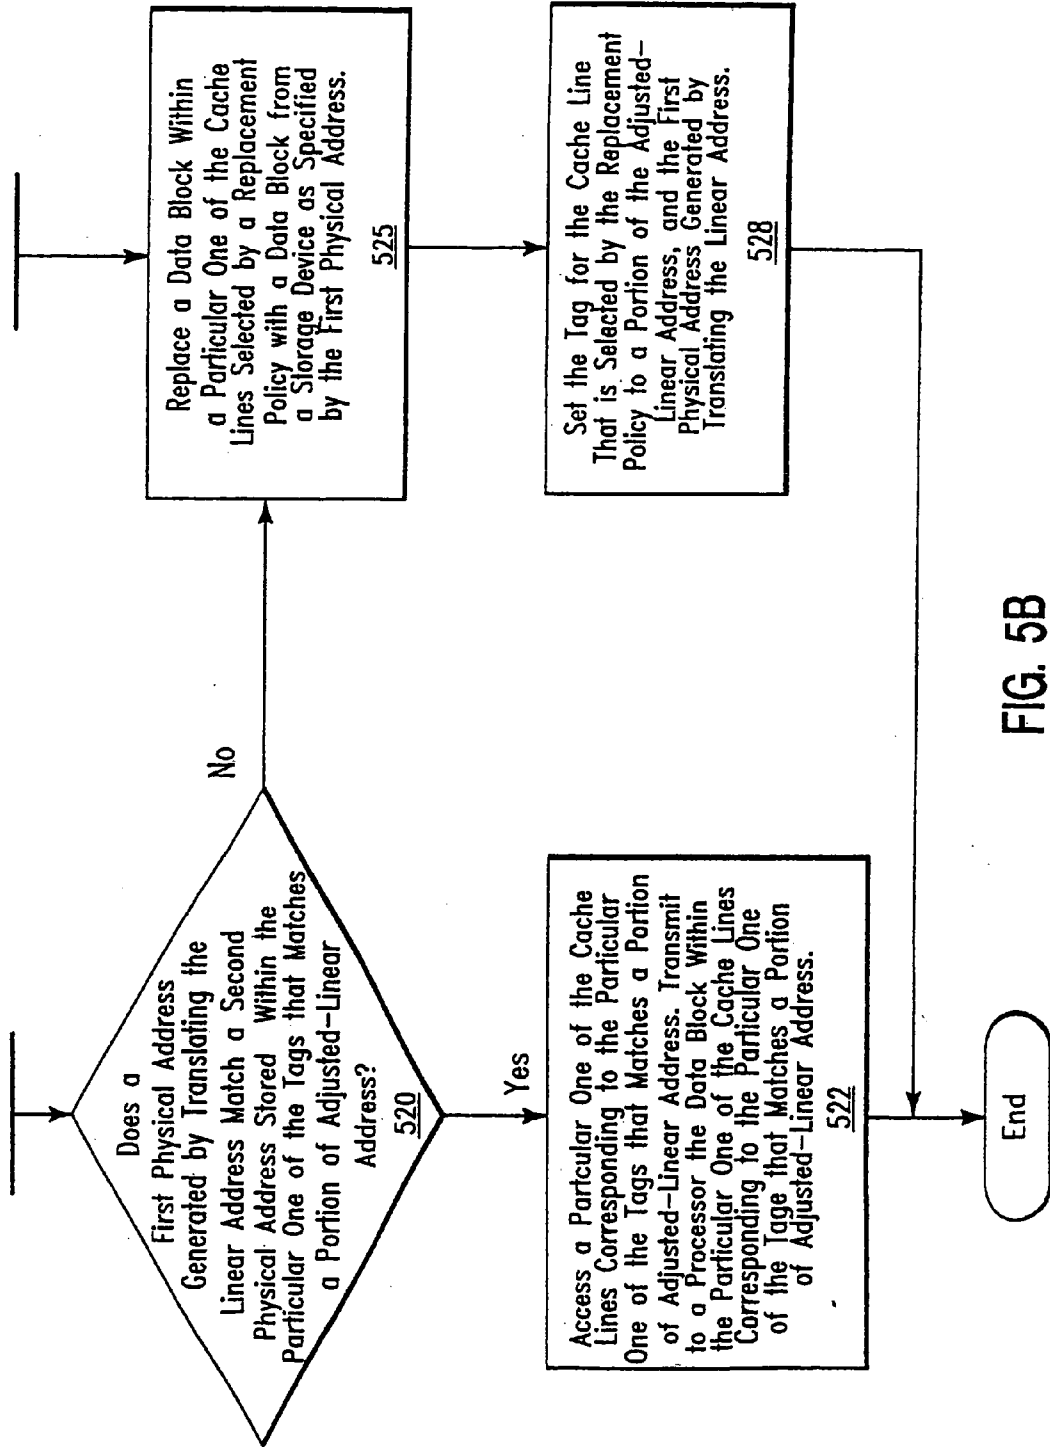 Does a
First Physical Address
Generated by Translating the
Linear Address Match a Second
Physical Address Stored Within the
Particular One of the Tags that Matches
a Portion of Adjusted-Linear
Address?
520
No
Yes
Replace a Data Block Within
a Particular One of the Cache
Lines Selected by a Replacement
Policy with a Data Block from
a Storage Device as Specified
by the First Physical Address.
525
Access a Partcular One of the Cache
Lines Corresponding to the Particular
One of the Tags that Matches a Portion
of Adjusted-Linear Address. Transmit
to a Processor the Data Block Within
the Particular One of the Cache Lines
Corresponding to the Particular One
of the Tage that Matches a Portion
of Adjusted-Linear Address.
522
Set the Tag for the Cache Line
That is Selected by the Replacement
Policy to a Portion of the Adjusted-
Linear Address, and the First
Physical Address Generated by
Translating the Linear Address.
528
End
FIG. 5B